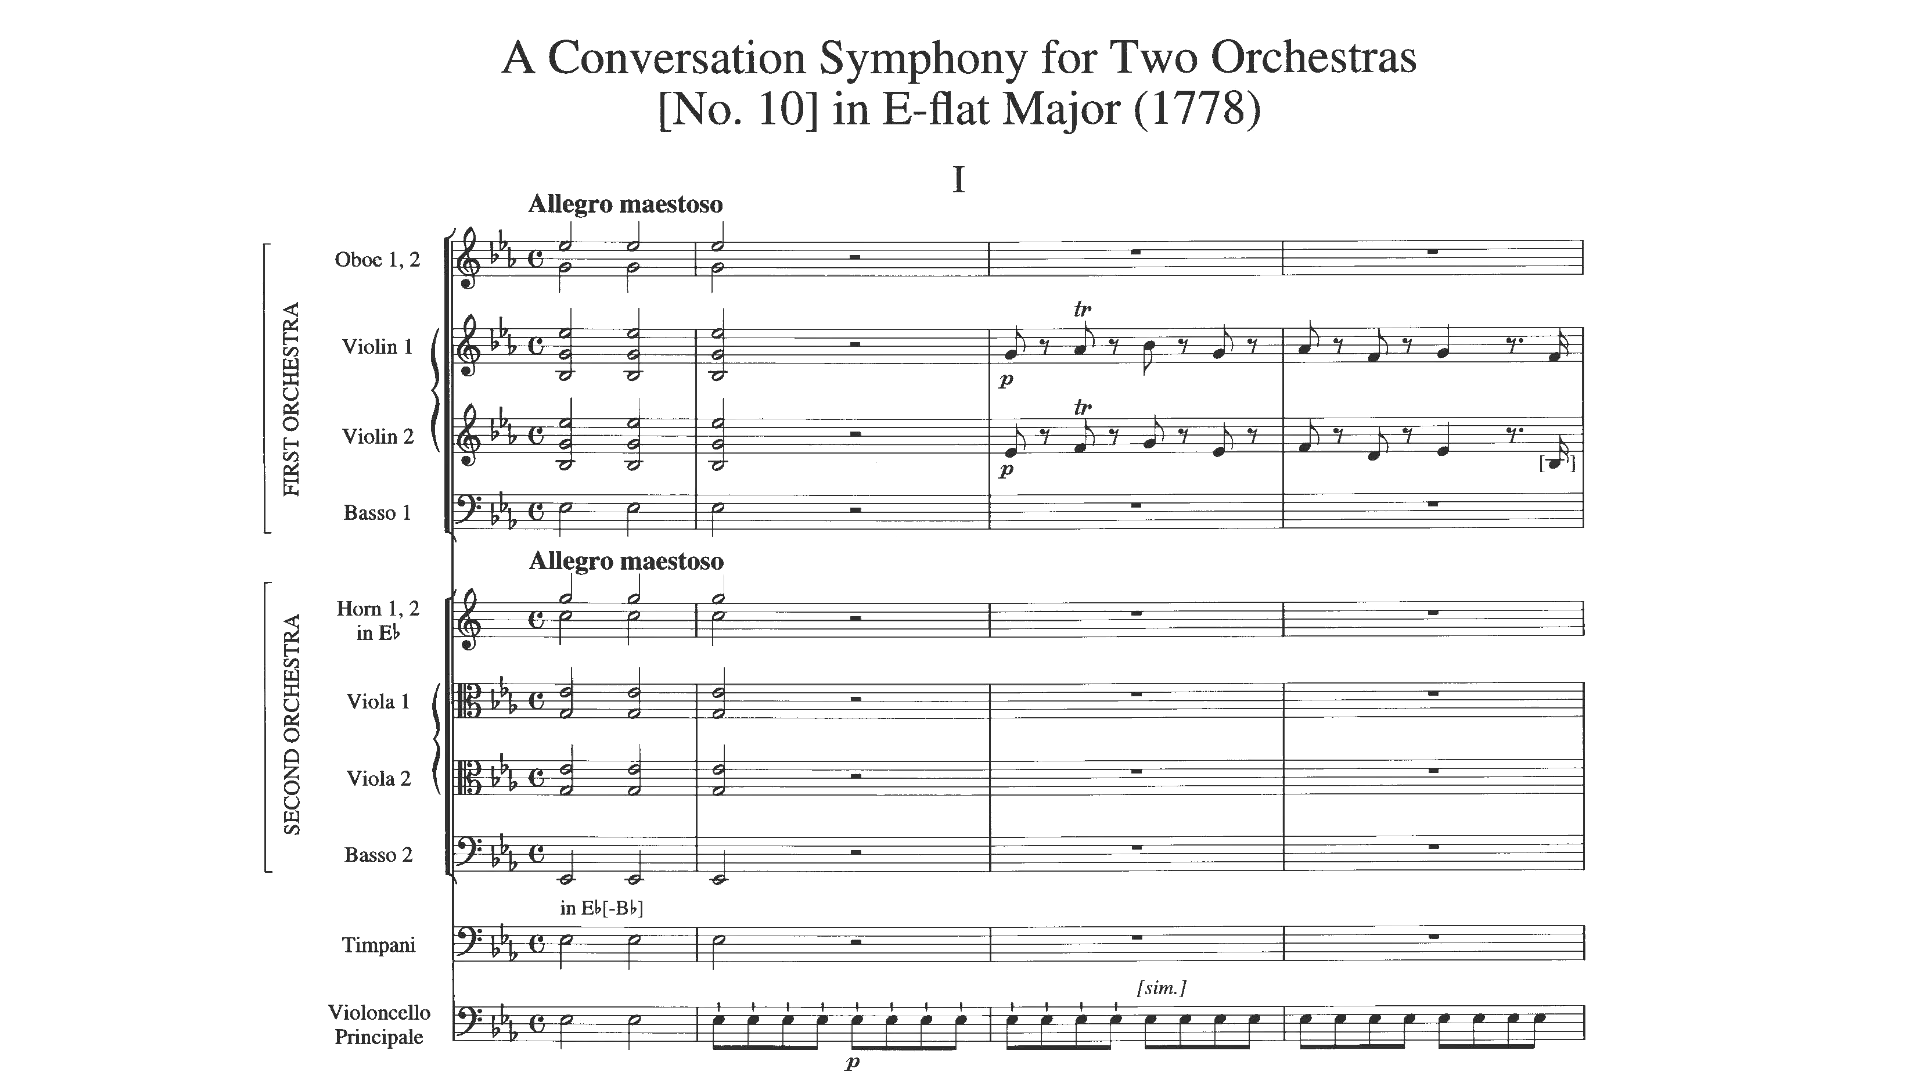 A Conversation Symphony for Two Orchestras
[No. 10] in E-flat Major (1778)
I
Allegro maestoso
FIRST ORCHESTRA
Oboe 1, 2
tr
Violin 1
p
tr
Violin 2
p
[ ]
Basso 1
Allegro maestoso
SECOND ORCHESTRA
Horn 1, 2
in E♭
Viola 1
Viola 2
Basso 2
in E♭[-B♭]
Timpani
[sim.]
Violoncello
Principale
p